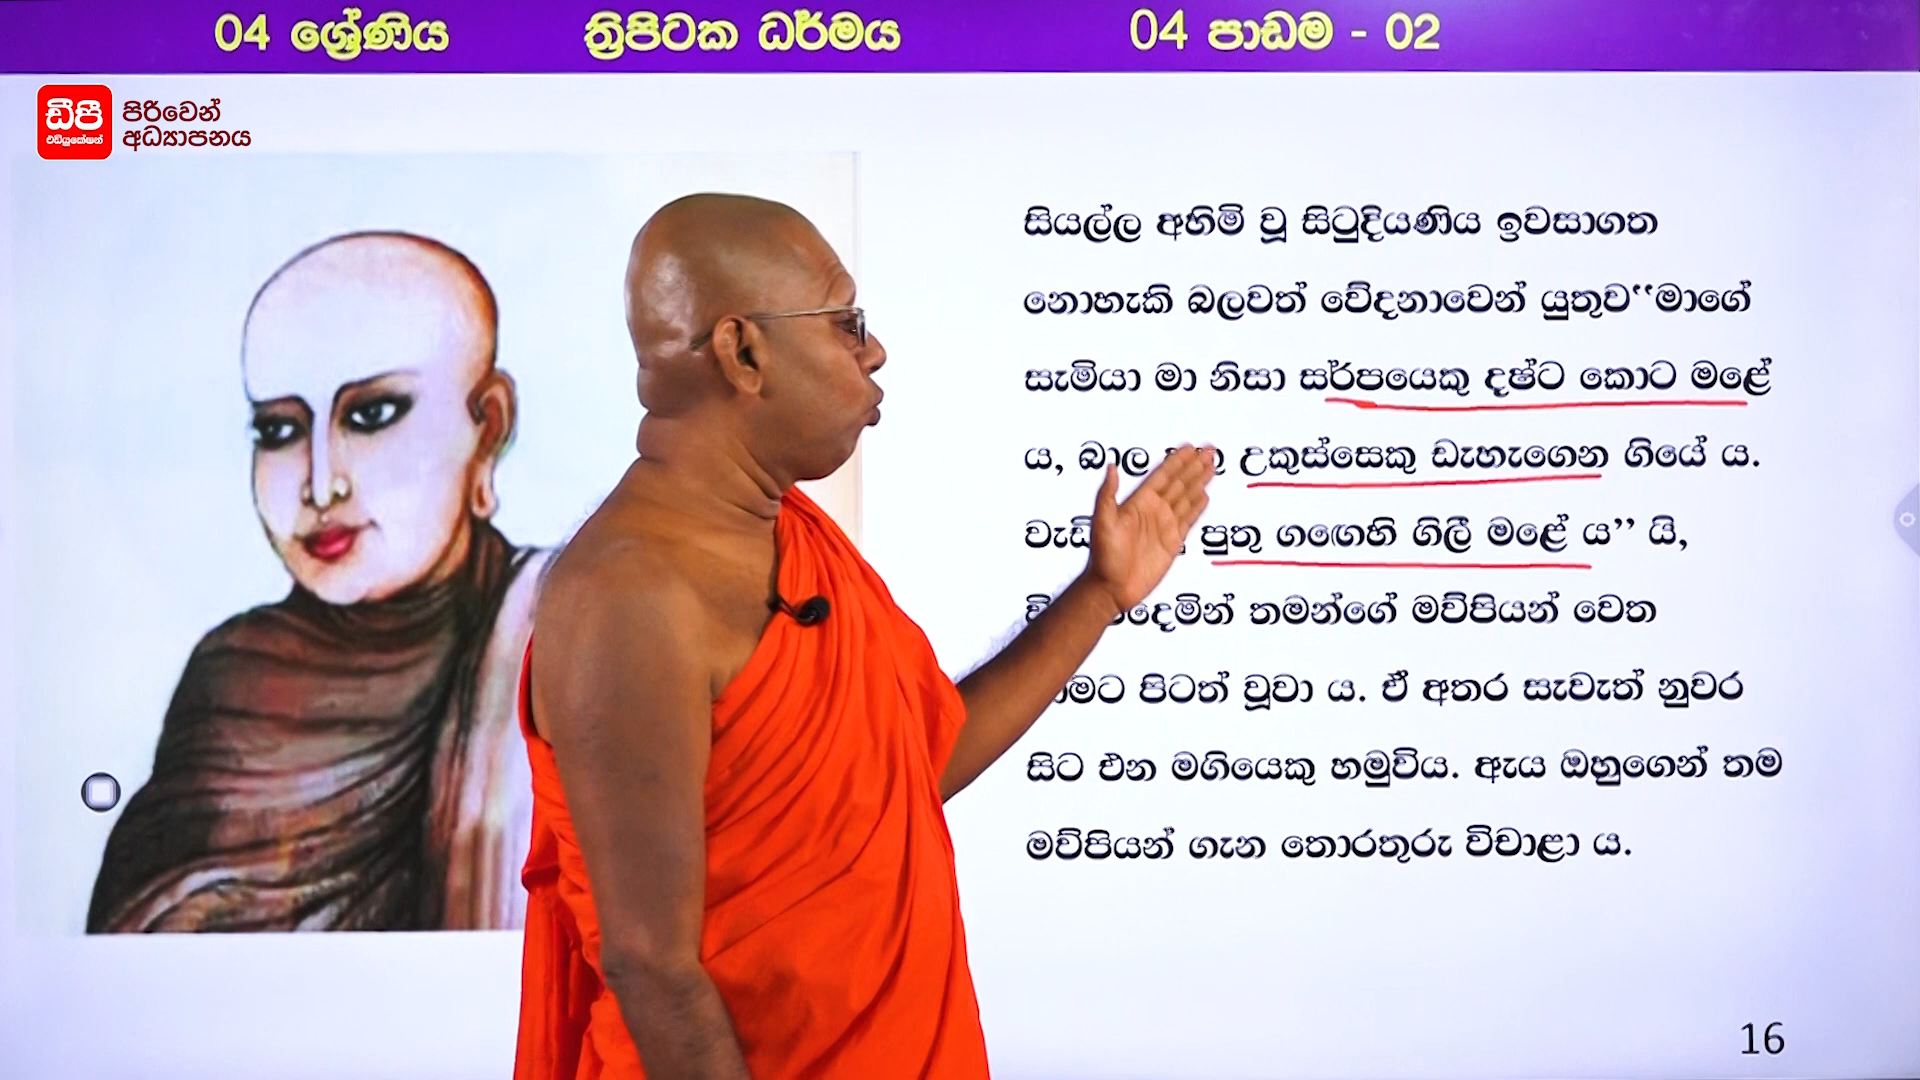 04 ශ්‍රේණිය ත්‍රිපිටක ධර්මය 04 පාඩම - 02
ඩීපී
එඩියුකේෂන්
පිරිවෙන්
අධ්‍යාපනය
සියල්ල අහිමි වූ සිටුදියණිය ඉවසාගත
නොහැකි බලවත් වේදනාවෙන් යුතුව“මාගේ
සැමියා මා නිසා සර්පයෙකු දෂ්ට කොට මළේ
ය, බාල උකුස්සෙකු ඩැහැගෙන ගියේ ය.
පුතු ගඟෙහි ගිලී මළේ ය” යි,
තමන්ගේ මව්පියන් වෙත
පිටත් වූවා ය. ඒ අතර සැවැත් නුවර
සිට එන මගියෙකු හමුවිය. ඇය ඔහුගෙන් තම
මව්පියන් ගැන තොරතුරු විචාළා ය.
16